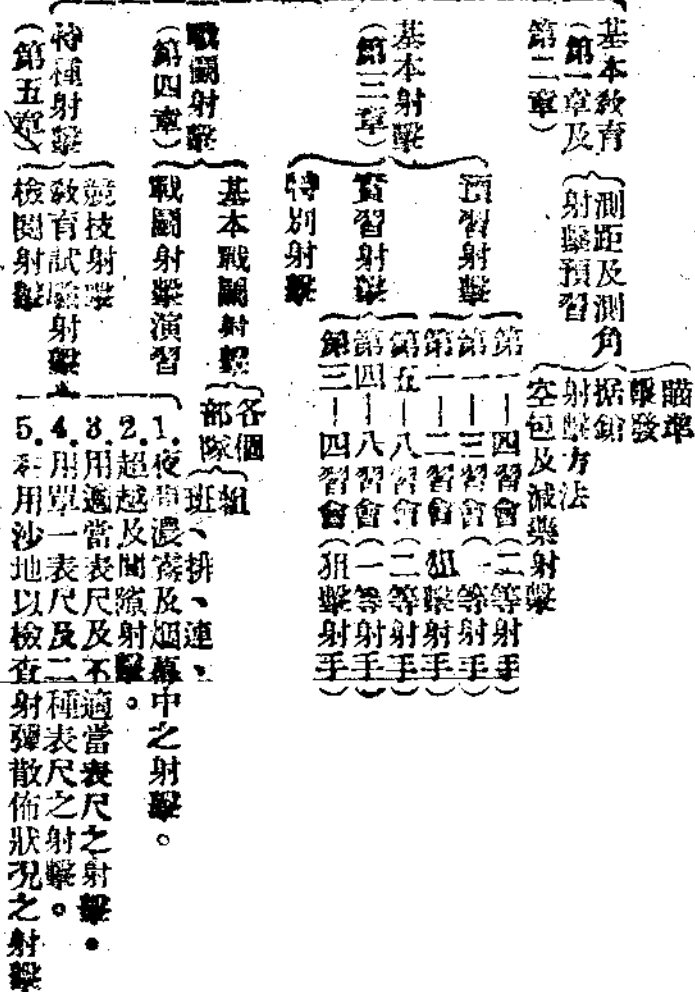 基本教育
(第一章及
第二章)
測距及測角
射擊預習
瞄準
擊發
据鎗
射擊方法
空包及減藥射擊
基本射擊
(第三章)
預習射擊
第一—四習會(二等射手)
第一—三習會(一等射手)
第一—二習會(狙擊射手)
實習射擊
第五—八習會(二等射手)
第四—八習會(一等射手)
第三—四習會(狙擊射手)
特別射擊
戰鬭射擊
(第四章)
基本戰鬭射擊
各個
部隊
組
班、排、連、
戰鬭射擊演習
特種射擊
(第五章)
競技射擊
教育試驗射擊
1.夜間濃霧及烟幕中之射擊。
2.超越及間隙射擊。
3.用適當表尺及不適當表尺之射擊。
4.用單一表尺及二種表尺之射擊。
5.利用沙地以檢查射彈散佈狀況之射擊
檢閱射擊